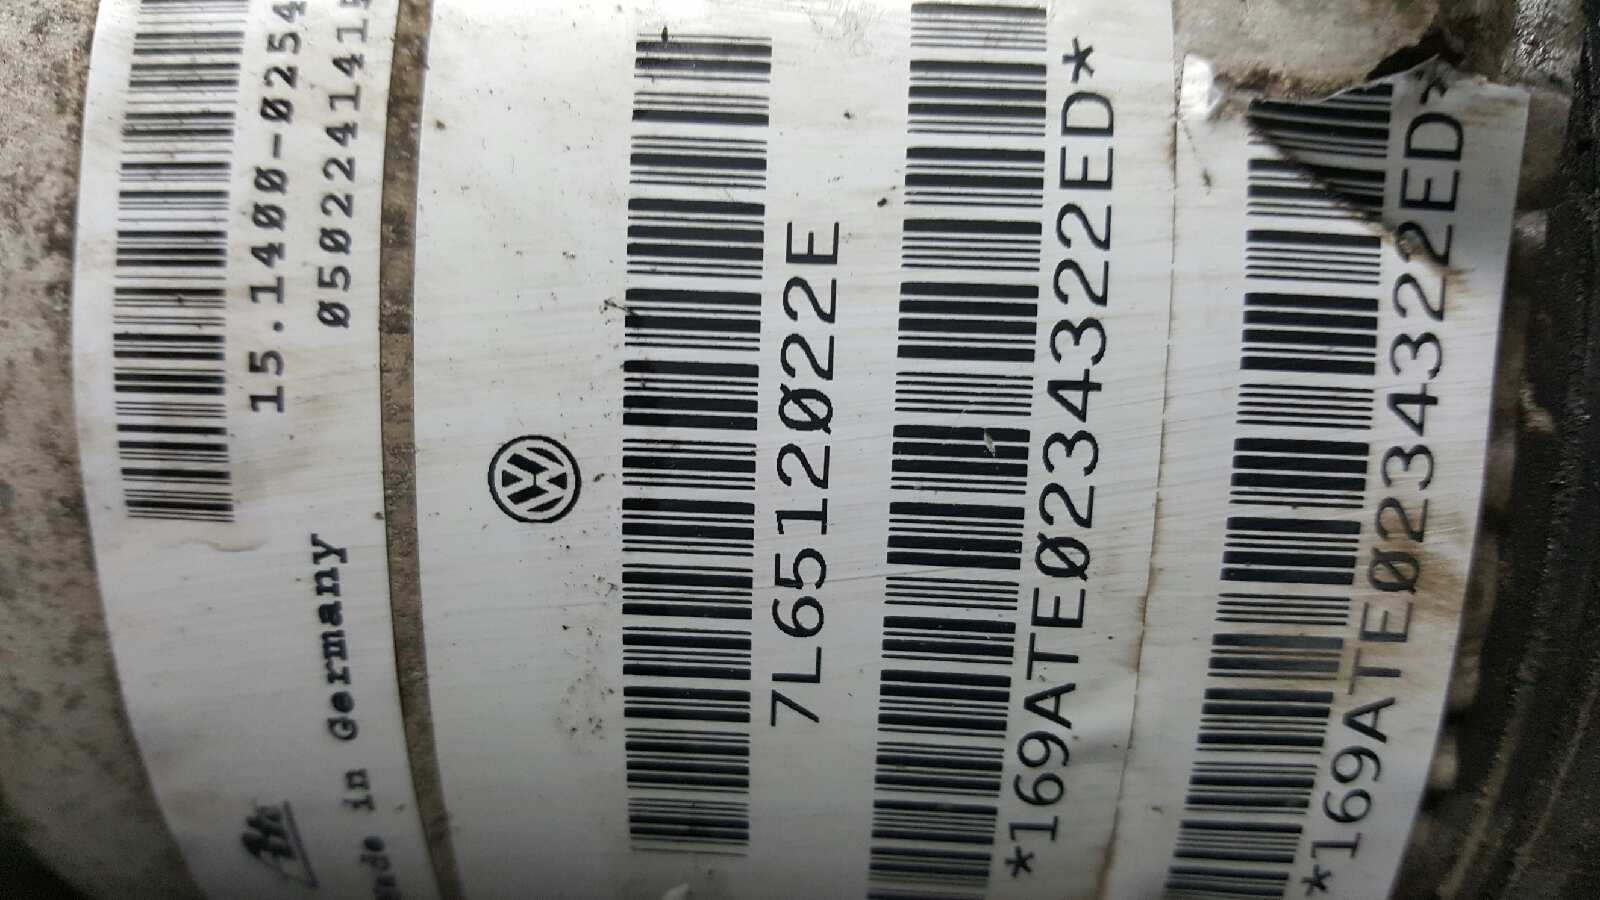 15.1400-0254
0502241415
Made in Germany
7L6512022E
*169ATE0234322ED*
*169ATE0234322ED*